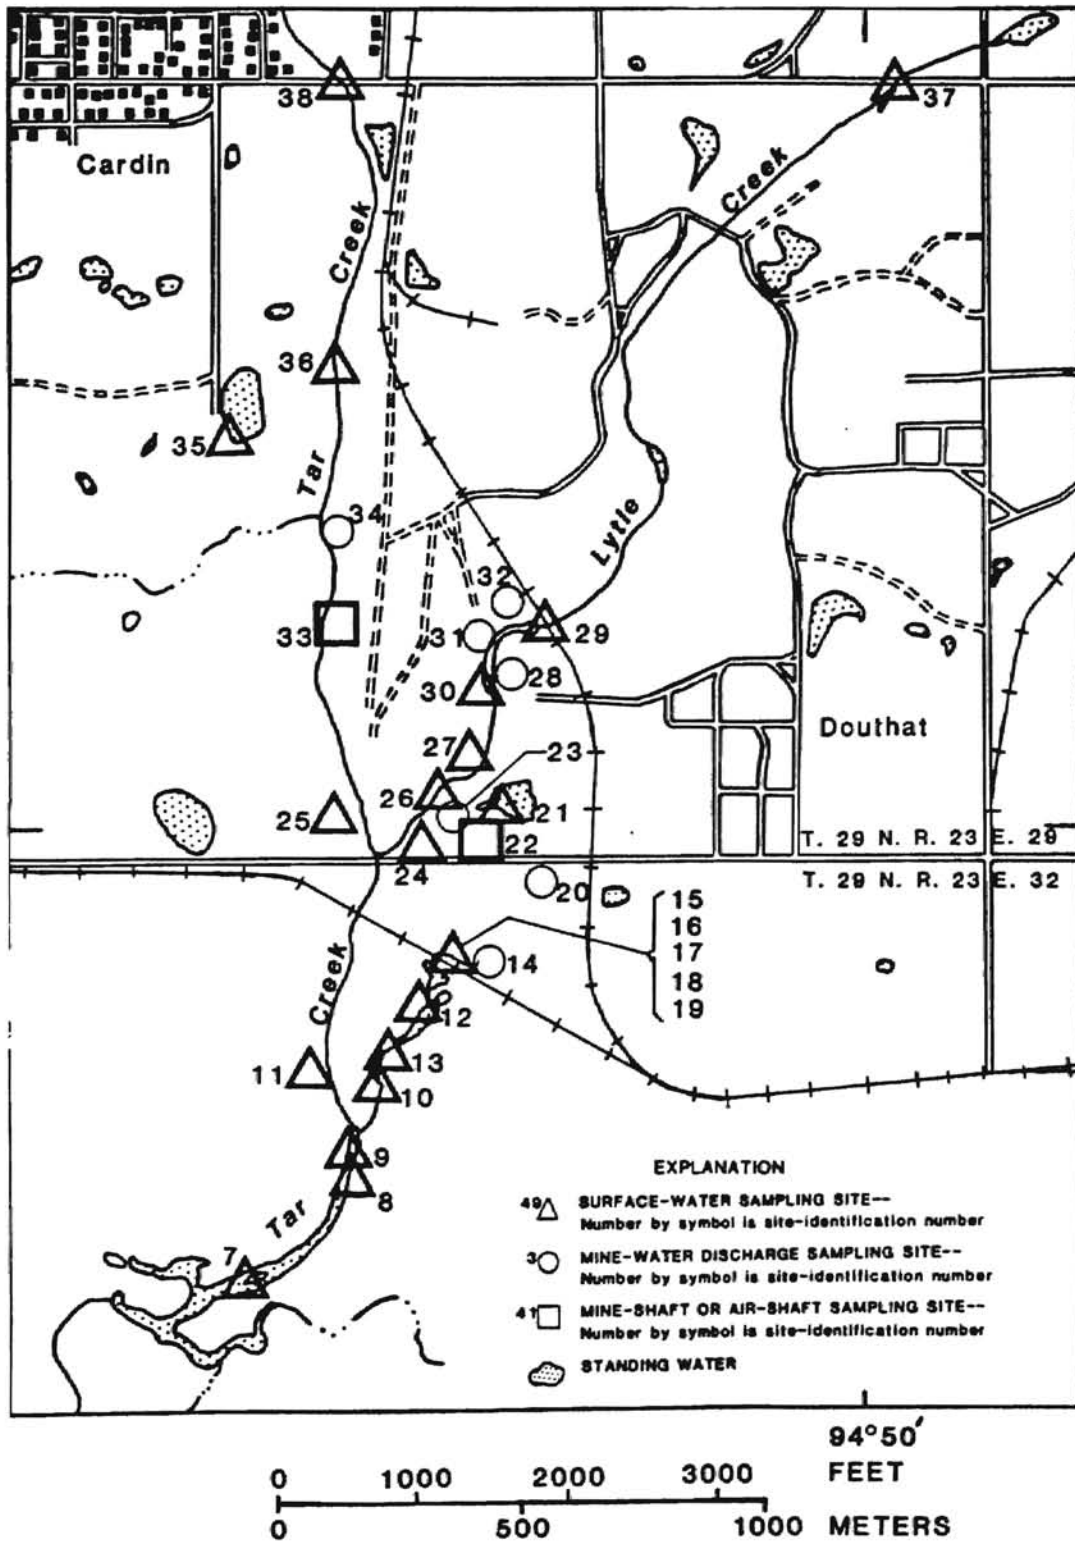 38
37
Cardin
Creek
Creek
36
35
Tar
34
Lytle
32
33
31
29
28
30
Douthat
27
23
26
25
21
22
T. 29 N. R. 23 E. 29
24
T. 29 N. R. 23 E. 32
20
15
16
17
18
19
14
Creek
12
13
11
10
9
8
Tar
7
EXPLANATION
49 SURFACE-WATER SAMPLING SITE--
Number by symbol is site-identification number
3 MINE-WATER DISCHARGE SAMPLING SITE--
Number by symbol is site-identification number
41 MINE-SHAFT OR AIR-SHAFT SAMPLING SITE--
Number by symbol is site-identification number
STANDING WATER
94°50'
0 1000 2000 3000 FEET
0 500 1000 METERS